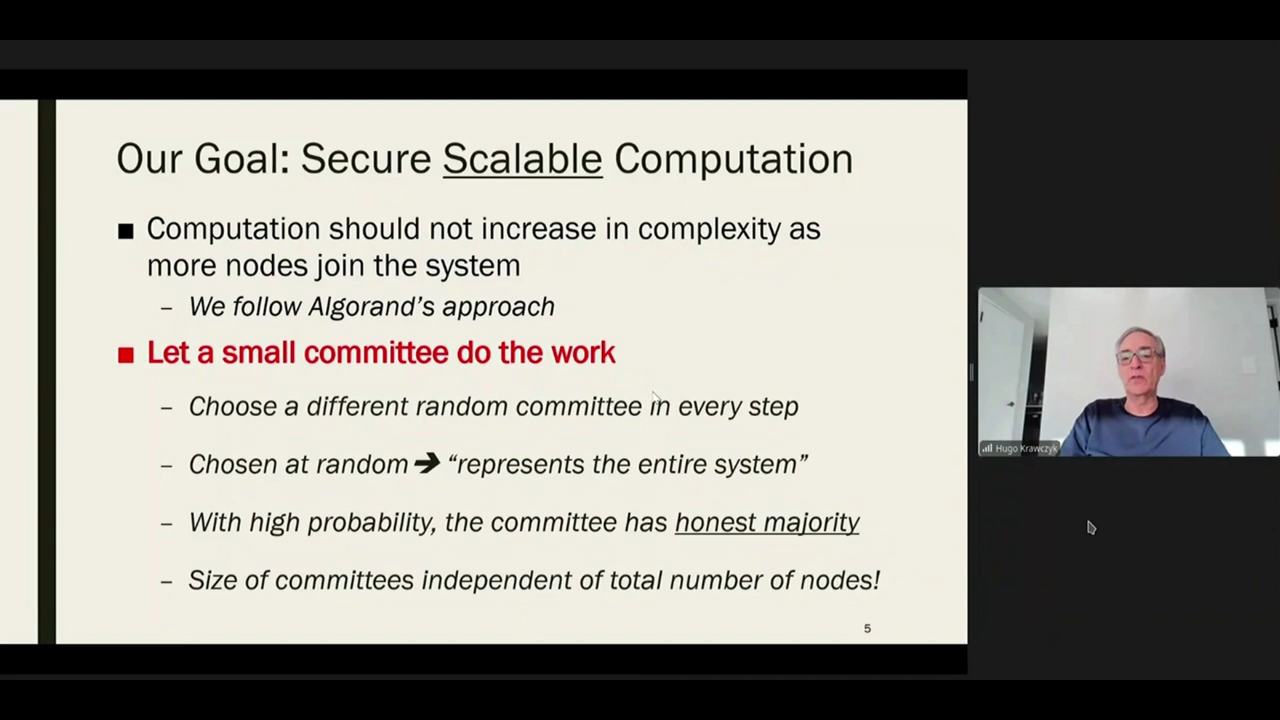 Our Goal: Secure Scalable Computation
■ Computation should not increase in complexity as
more nodes join the system
– We follow Algorand's approach
■ Let a small committee do the work
– Choose a different random committee in every step
– Chosen at random ➔ “represents the entire system”
– With high probability, the committee has honest majority
– Size of committees independent of total number of nodes!
5
Hugo Krawczyk